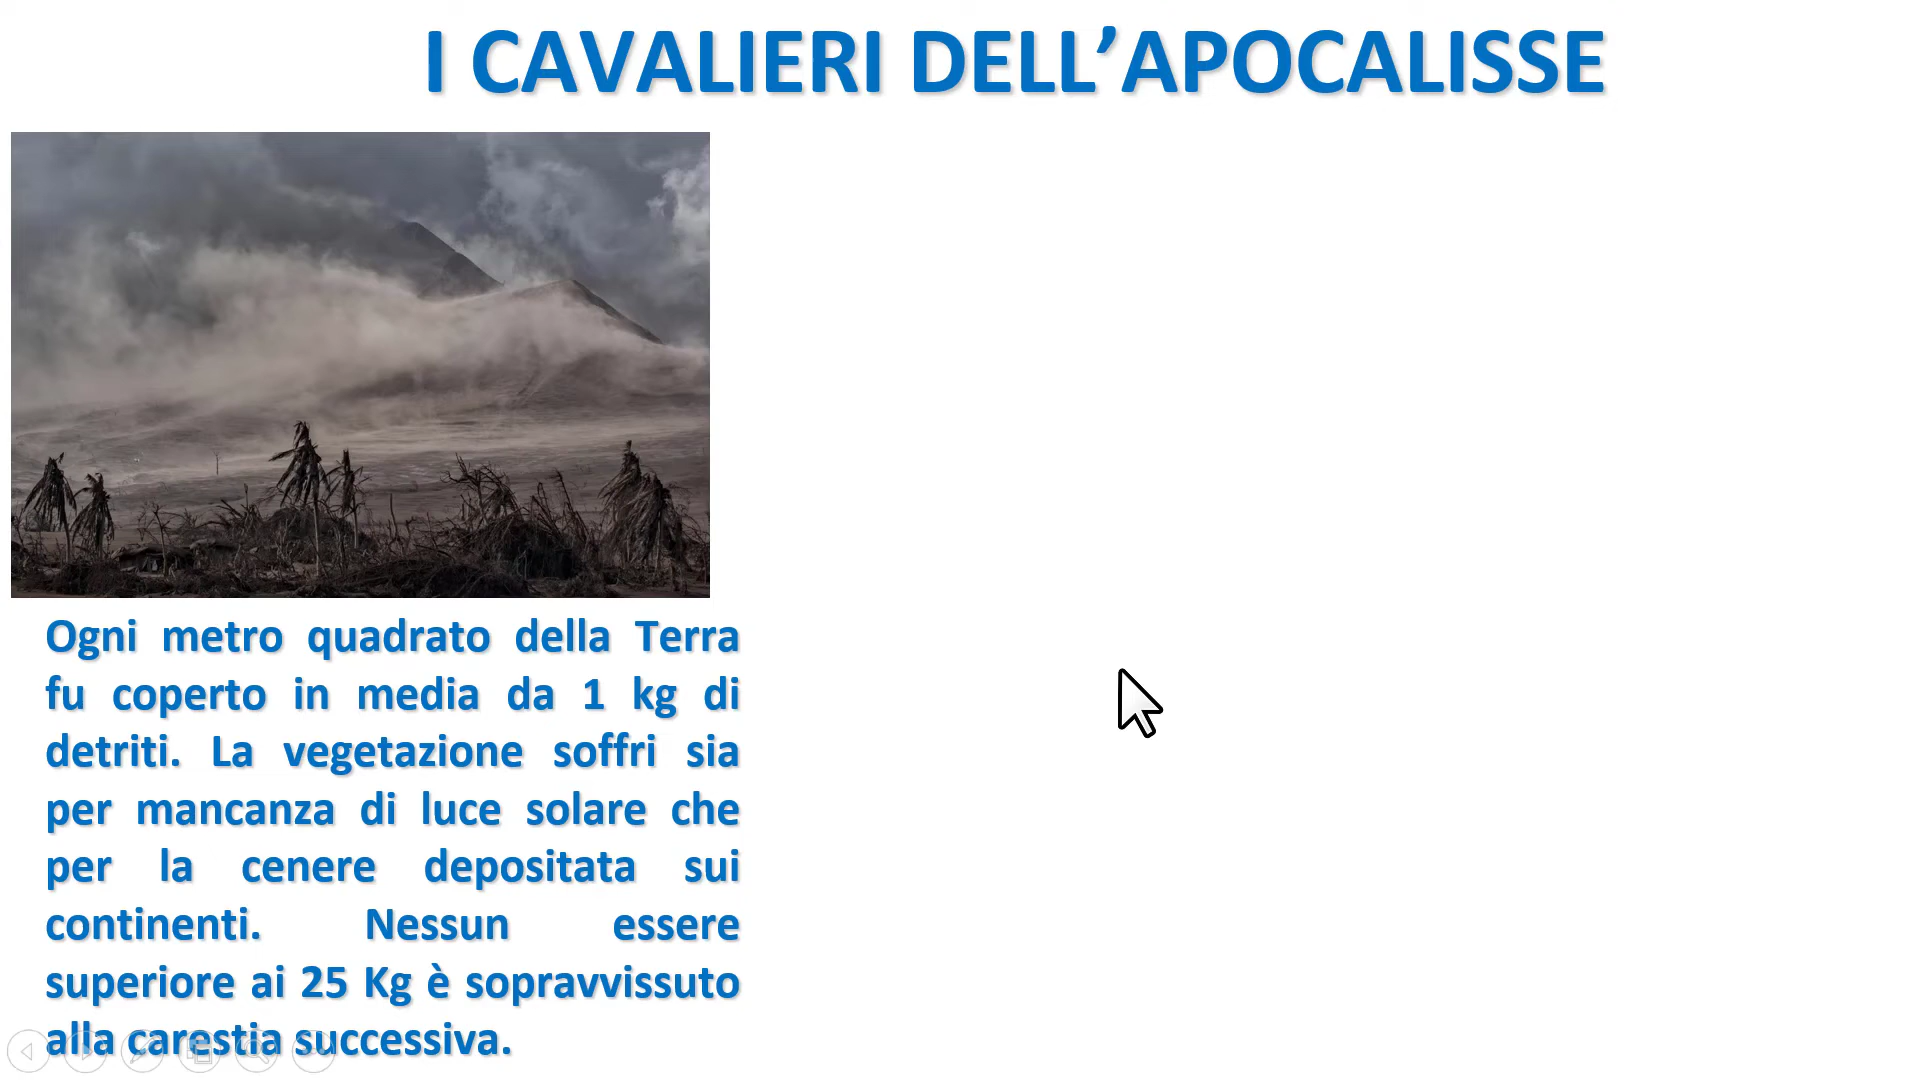 I CAVALIERI DELL’APOCALISSE
Ogni metro quadrato della Terra
fu coperto in media da 1 kg di
detriti. La vegetazione soffri sia
per mancanza di luce solare che
per la cenere depositata sui
continenti. Nessun essere
superiore ai 25 Kg è sopravvissuto
alla carestia successiva.